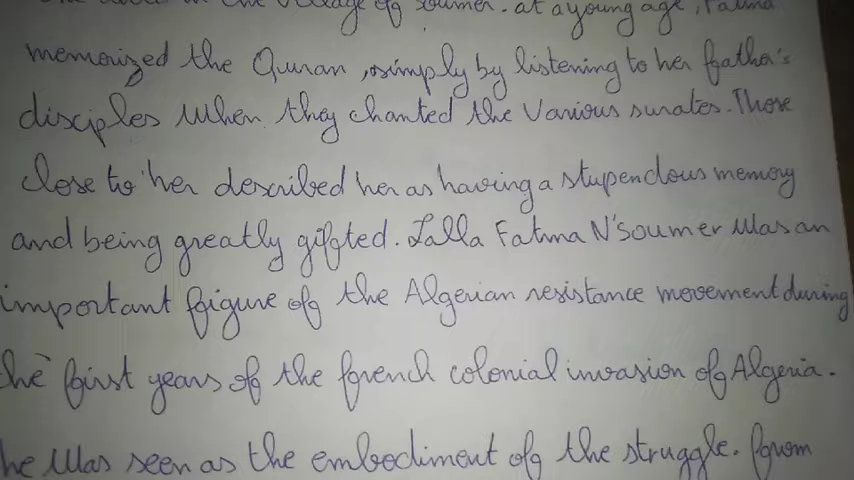 in the village of soumer. at a young age, Fatma
memorized the Quran, simply by listening to her father's
disciples when they chanted the various surates. Those
close to her described her as having a stupendous memory
and being greatly gifted. Lalla Fatma N'Soumer was an
important figure of the Algerian resistance movement during
the first years of the french colonial invasion of Algeria.
he was seen as the embodiment of the struggle. from